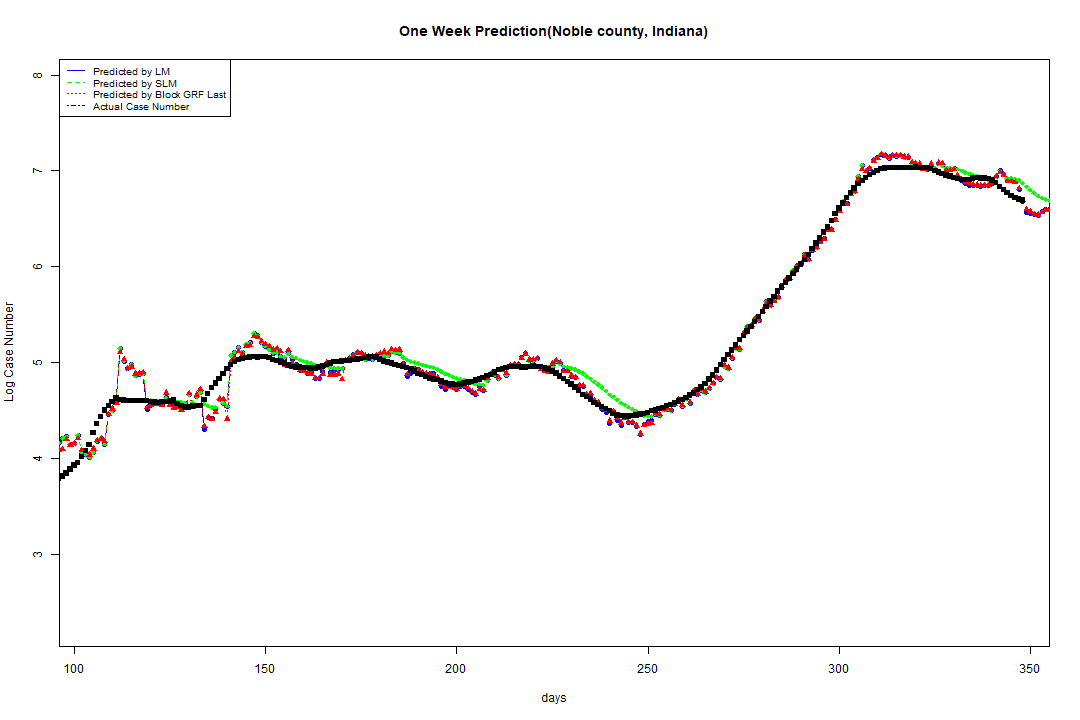 One Week Prediction(Noble county, Indiana)
Predicted by LM
Predicted by SLM
Predicted by Block GRF Last
Actual Case Number
8
7
6
5
4
3
Log Case Number
100 150 200 250 300 350
days